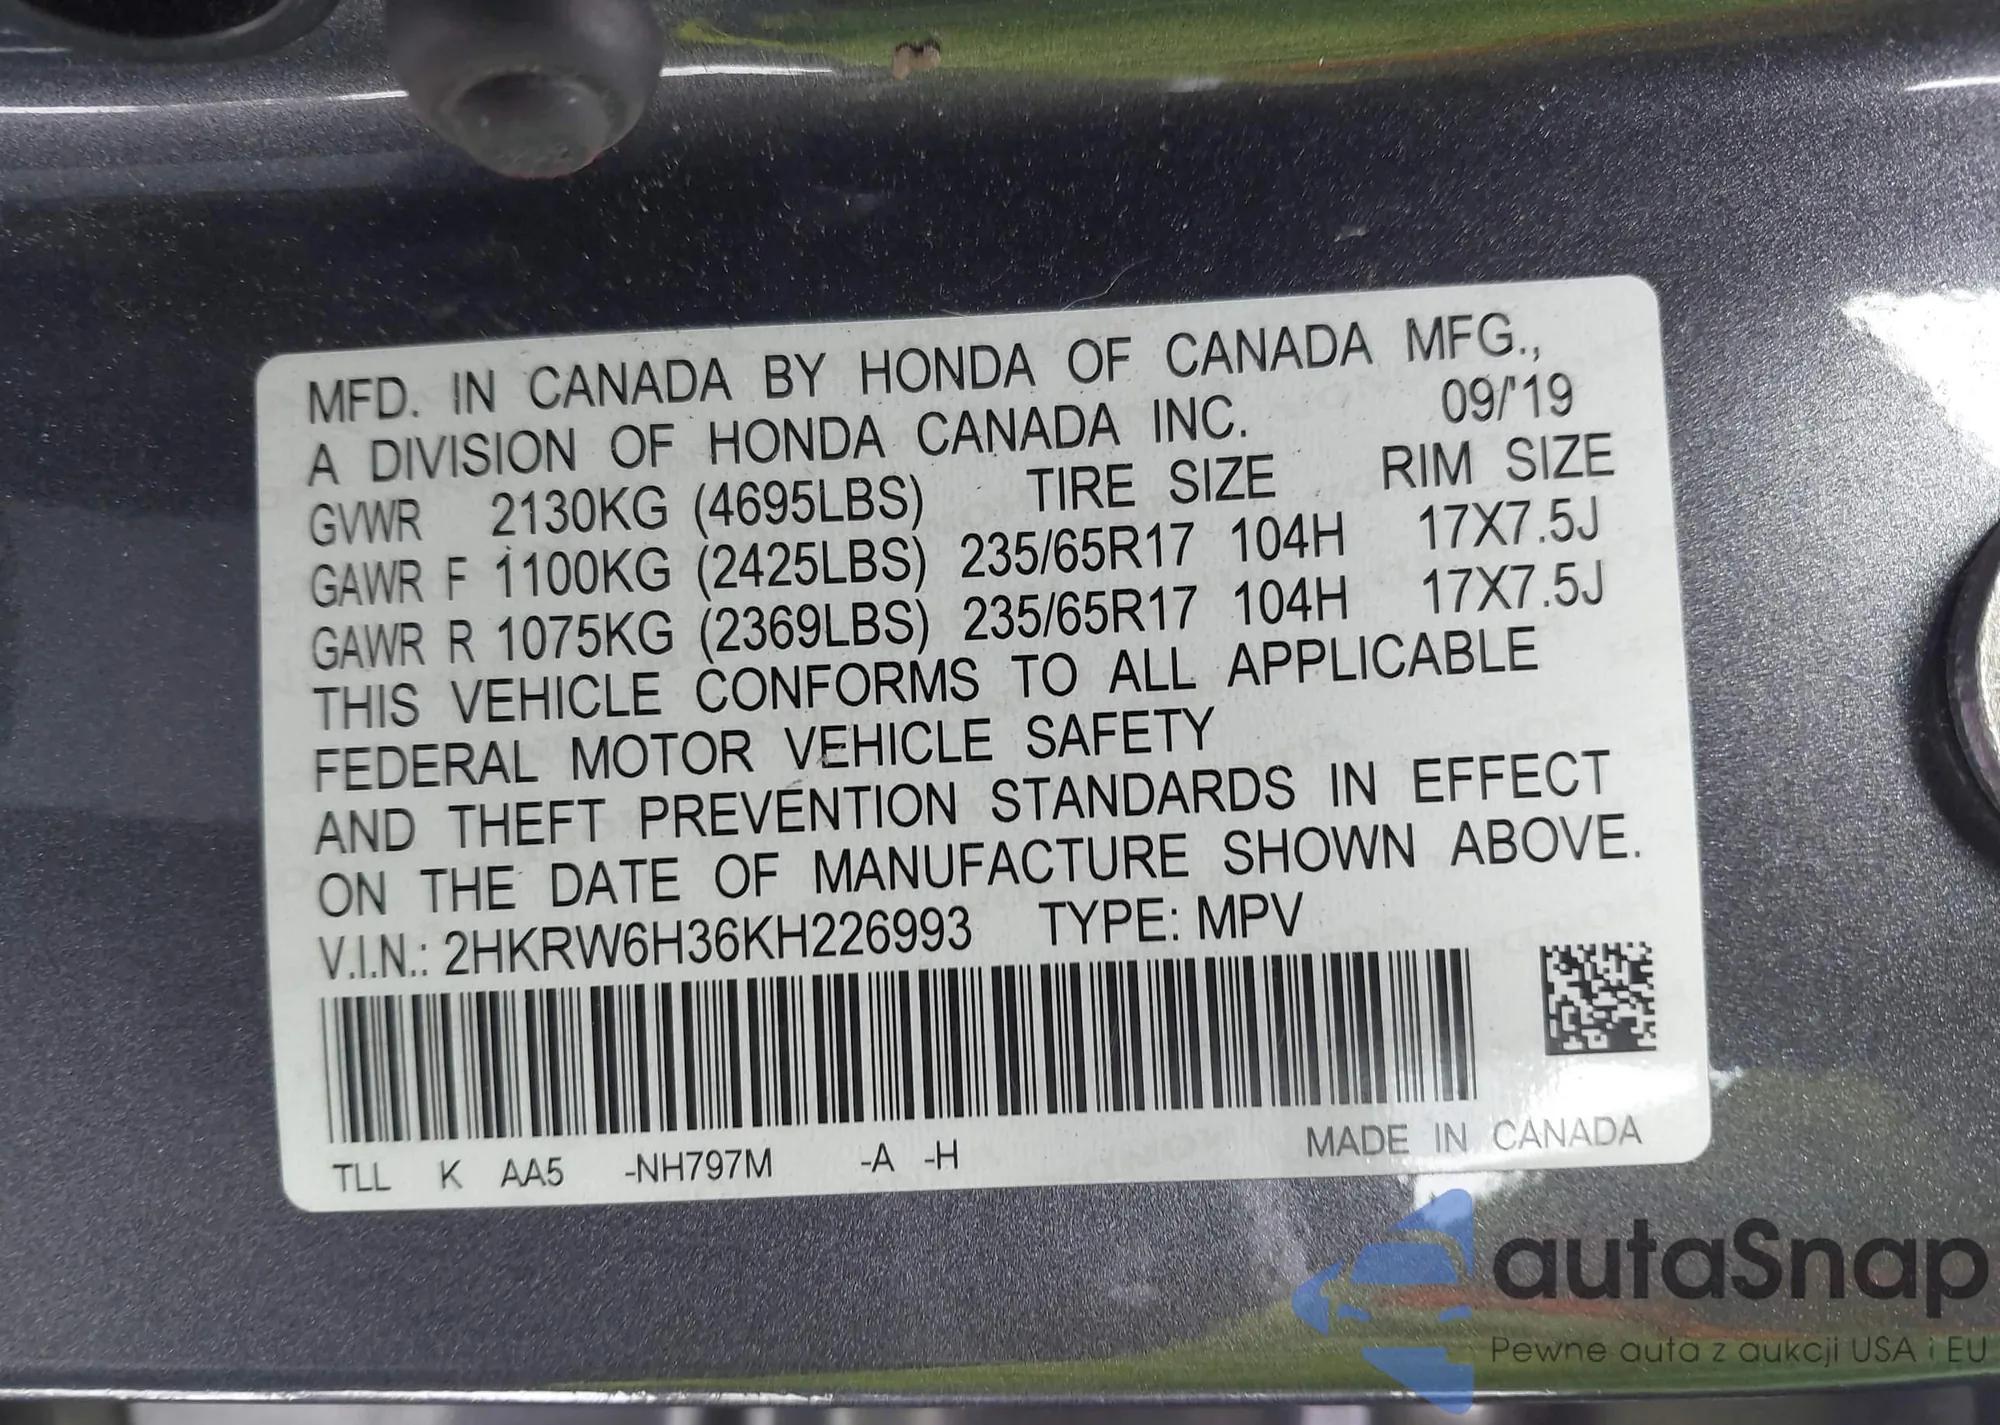 MFD. IN CANADA BY HONDA OF CANADA MFG.,
A DIVISION OF HONDA CANADA INC. 09/'19
GVWR 2130KG (4695LBS) TIRE SIZE RIM SIZE
GAWR F 1100KG (2425LBS) 235/65R17 104H 17X7.5J
GAWR R 1075KG (2369LBS) 235/65R17 104H 17X7.5J
THIS VEHICLE CONFORMS TO ALL APPLICABLE
FEDERAL MOTOR VEHICLE SAFETY
AND THEFT PREVENTION STANDARDS IN EFFECT
ON THE DATE OF MANUFACTURE SHOWN ABOVE.
V.I.N.: 2HKRW6H36KH226993 TYPE: MPV
TLL K AA5 -NH797M -A -H MADE IN CANADA
autaSnap
Pewne auta z aukcji USA i EU